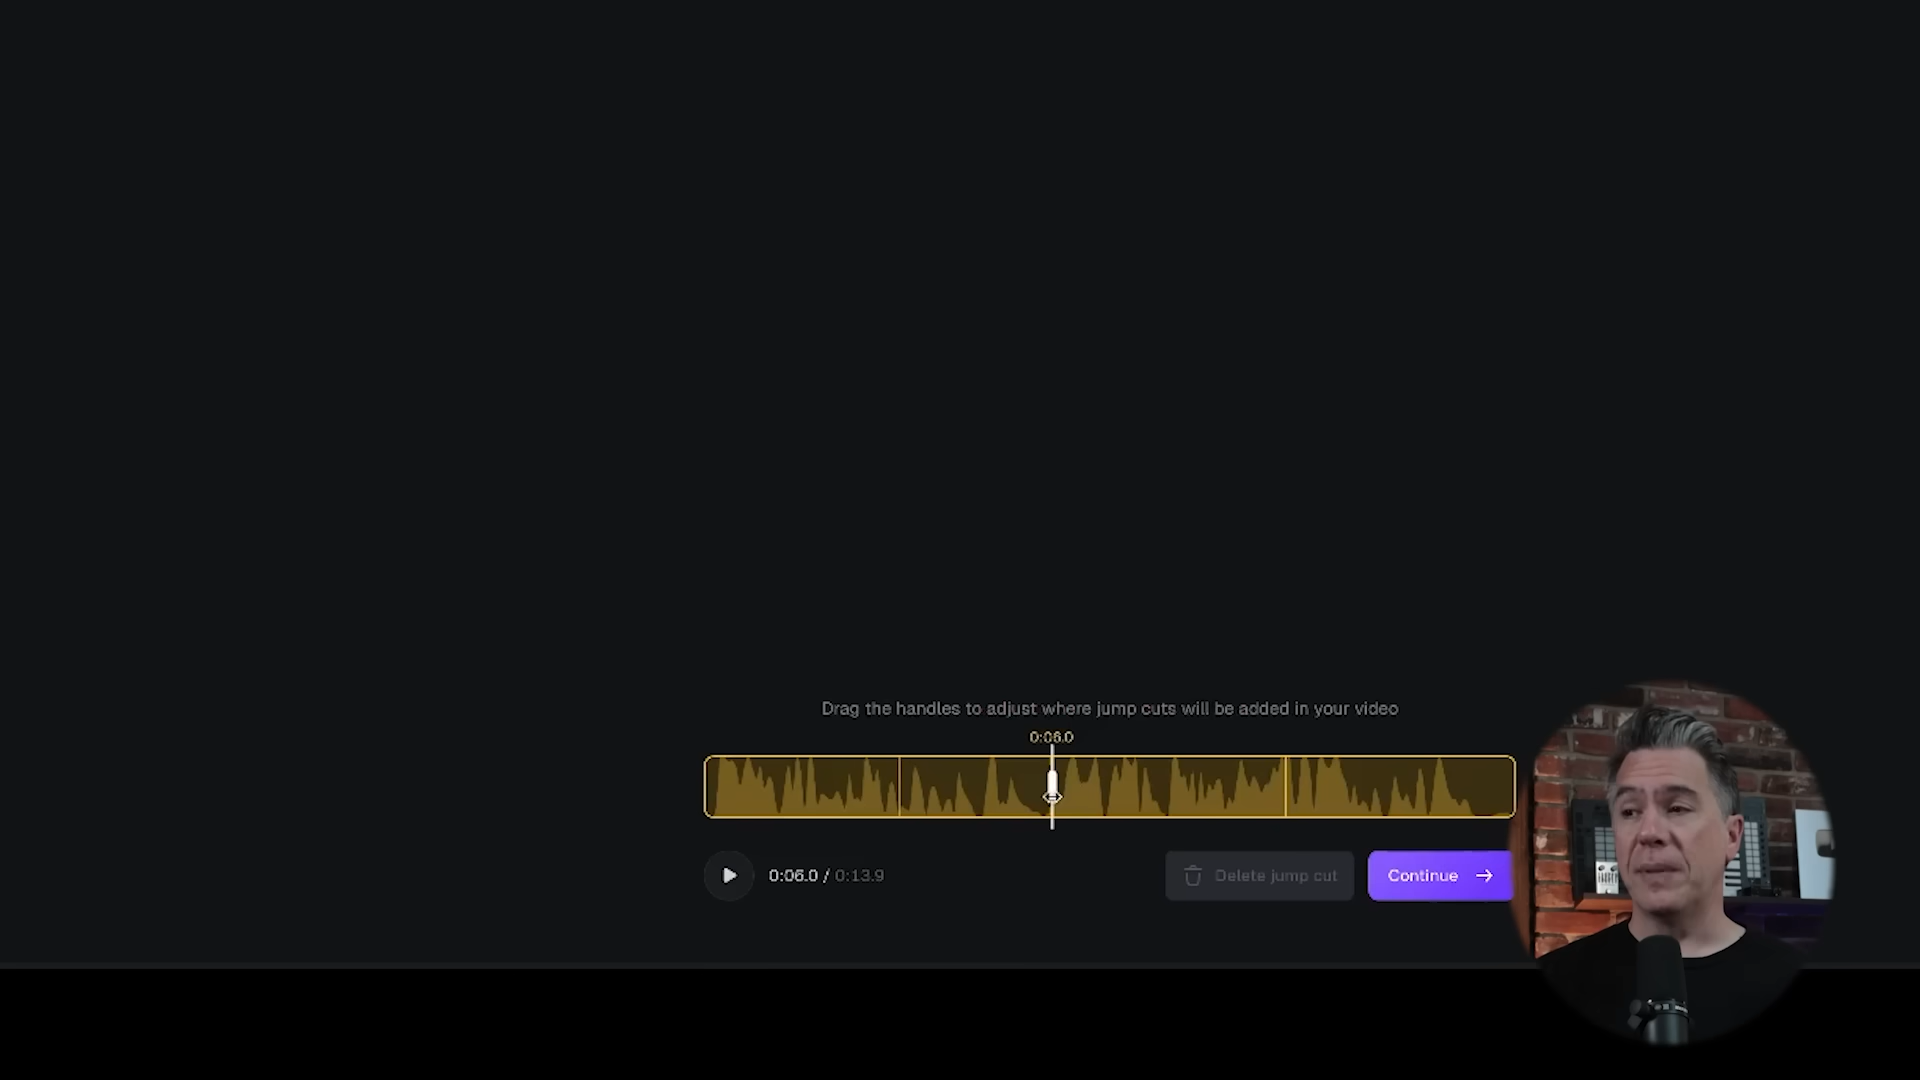 Drag the handles to adjust where jump cuts will be added in your video
0:06.0
0:06.0 / 0:13.9
Delete jump cut
Continue